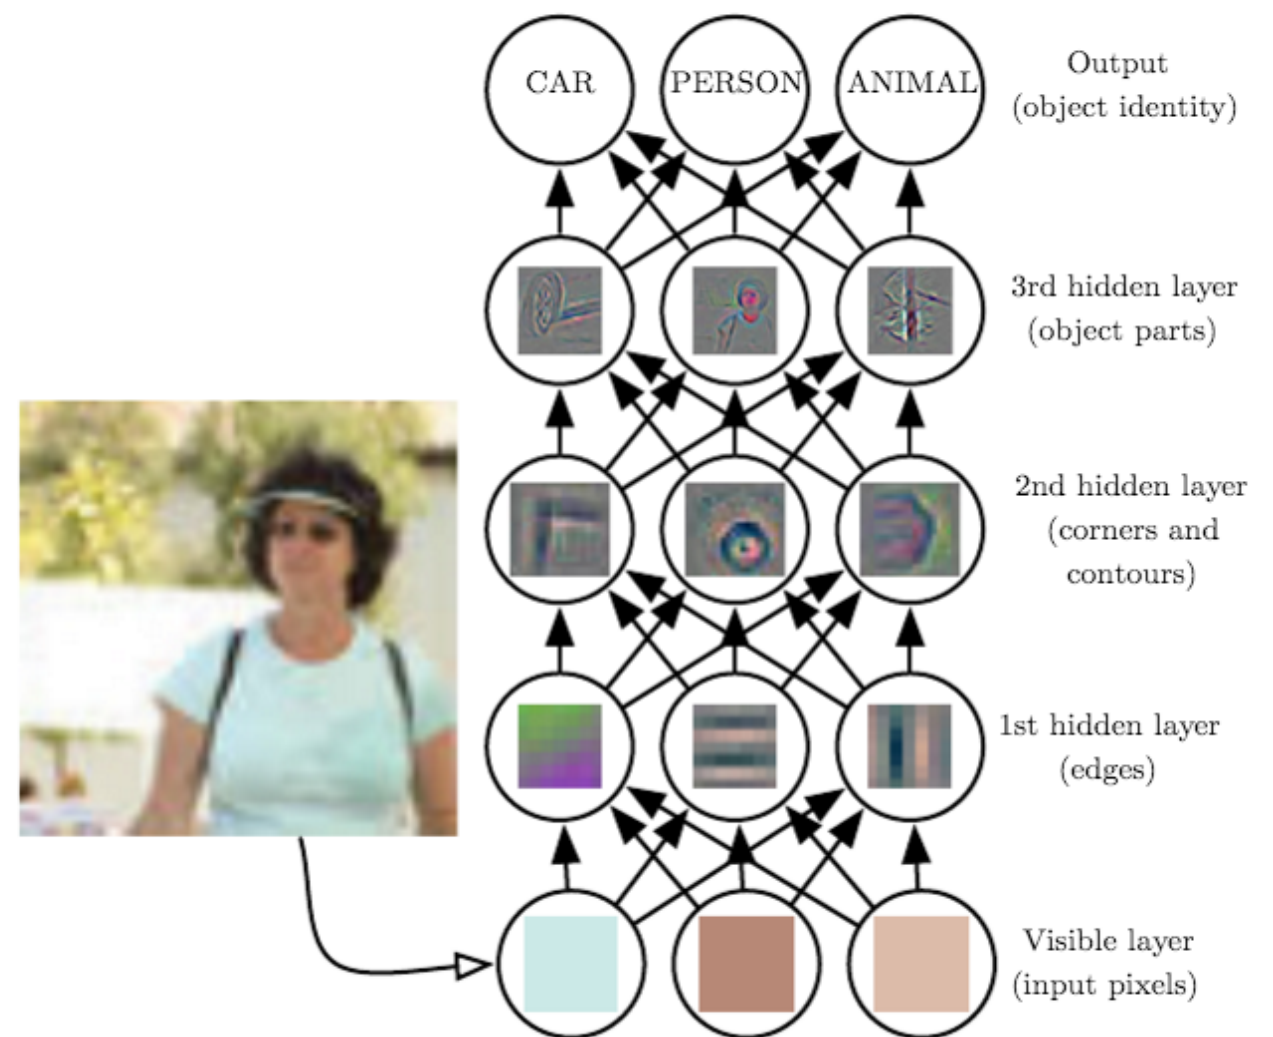 CAR
PERSON
ANIMAL
Output
(object identity)
3rd hidden layer
(object parts)
2nd hidden layer
(corners and
contours)
1st hidden layer
(edges)
Visible layer
(input pixels)